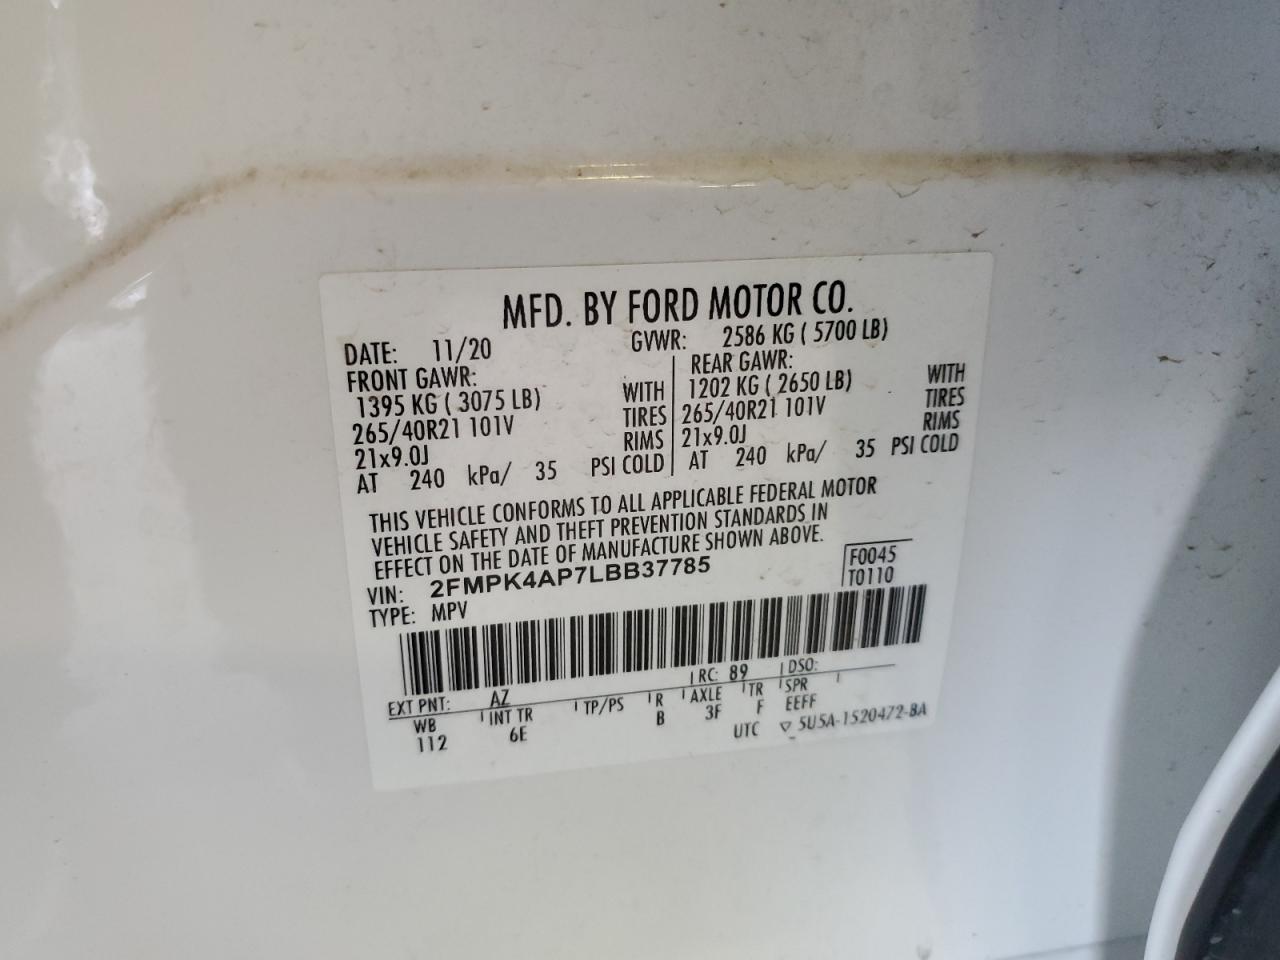 MFD. BY FORD MOTOR CO.
DATE: 11/20 GVWR: 2586 KG ( 5700 LB)
FRONT GAWR:
1395 KG ( 3075 LB) WITH
265/40R21 101V TIRES
21x9.0J RIMS
AT 240 kPa/ 35 PSI COLD
REAR GAWR:
1202 KG ( 2650 LB) WITH
265/40R21 101V TIRES
21x9.0J RIMS
AT 240 kPa/ 35 PSI COLD
THIS VEHICLE CONFORMS TO ALL APPLICABLE FEDERAL MOTOR
VEHICLE SAFETY AND THEFT PREVENTION STANDARDS IN
EFFECT ON THE DATE OF MANUFACTURE SHOWN ABOVE.
VIN: 2FMPK4AP7LBB37785
TYPE: MPV
F0045
T0110
EXT PNT: AZ RC: 89 DSO:
WB INT TR TP/PS R AXLE TR SPR
112 6E B 3F F EEFF
UTC ▽ 5U5A-1520472-BA